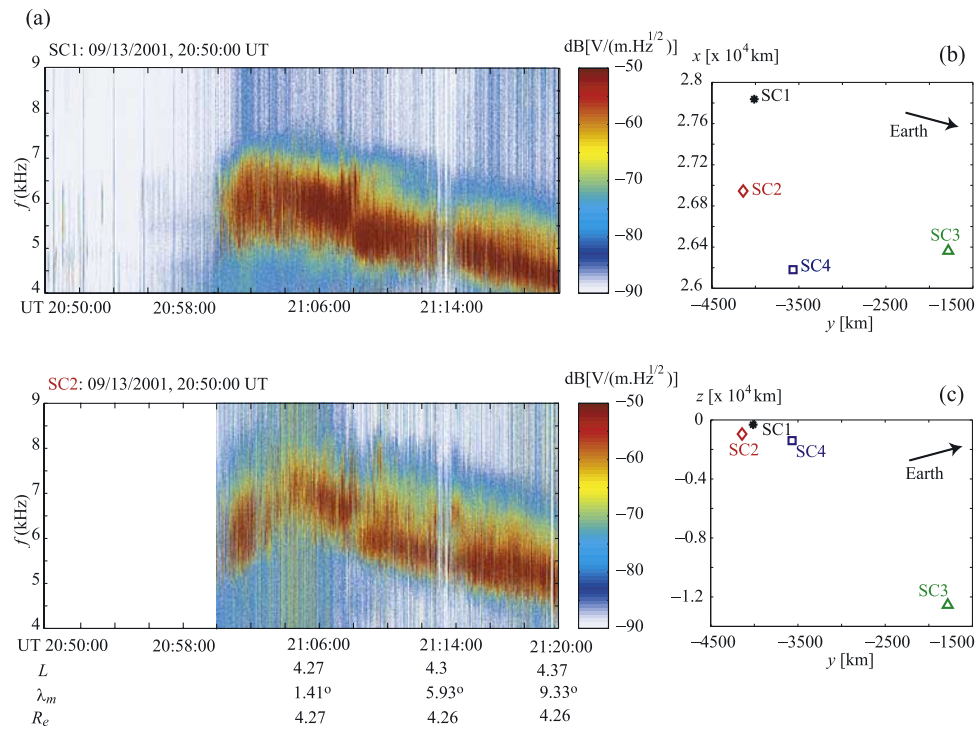 (a)
SC1: 09/13/2001, 20:50:00 UT
dB[V/(m.Hz^1/2)]
9
8
7
6
5
4
f (kHz)
−50
−60
−70
−80
−90
UT 20:50:00 20:58:00 21:06:00 21:14:00
SC2: 09/13/2001, 20:50:00 UT
dB[V/(m.Hz^1/2)]
9
8
7
6
5
4
f (kHz)
−50
−60
−70
−80
−90
UT 20:50:00 20:58:00 21:06:00 21:14:00 21:20:00
L 4.27 4.3 4.37
λm 1.41º 5.93º 9.33º
Re 4.27 4.26 4.26
(b)
x [x 10^4 km]
2.8
2.76
2.72
2.68
2.64
2.6
SC1
Earth
SC2
SC3
SC4
−4500 −3500 −2500 −1500
y [km]
(c)
z [x 10^4 km]
0
−0.4
−0.8
−1.2
SC1
SC2
SC4
Earth
SC3
−4500 −3500 −2500 −1500
y [km]